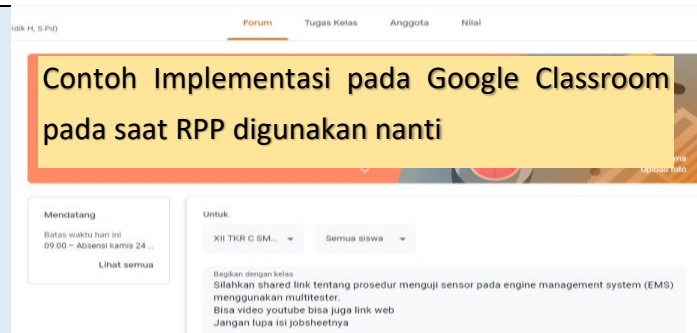 idik H, S.Pd)
Forum Tugas Kelas Anggota Nilai
Contoh Implementasi pada Google Classroom
pada saat RPP digunakan nanti
Upload foto
Mendatang
Batas waktu hari ini
09.00 – Absensi kamis 24 ...
Lihat semua
Untuk
XII TKR C SM... Semua siswa
Bagikan dengan kelas
Silahkan shared link tentang prosedur menguji sensor pada engine management system (EMS)
menggunakan multitester.
Bisa video youtube bisa juga link web
Jangan lupa isi jobsheetnya